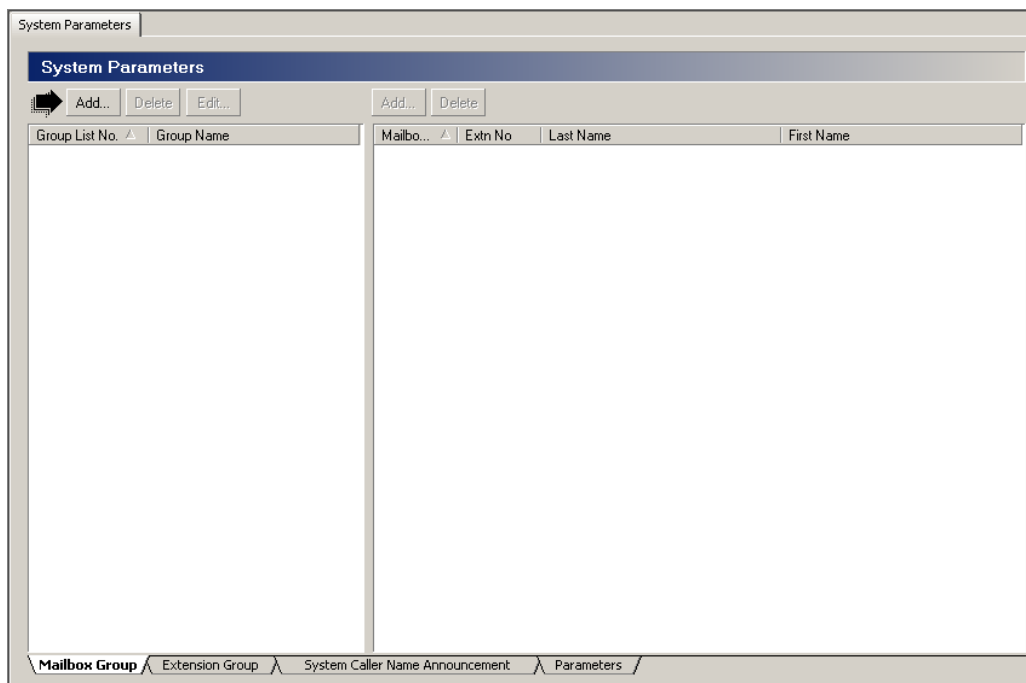 System Parameters
System Parameters
Add... Delete Edit... Add... Delete
Group List No. Group Name Mailbo... Extn No Last Name First Name
Mailbox Group Extension Group System Caller Name Announcement Parameters